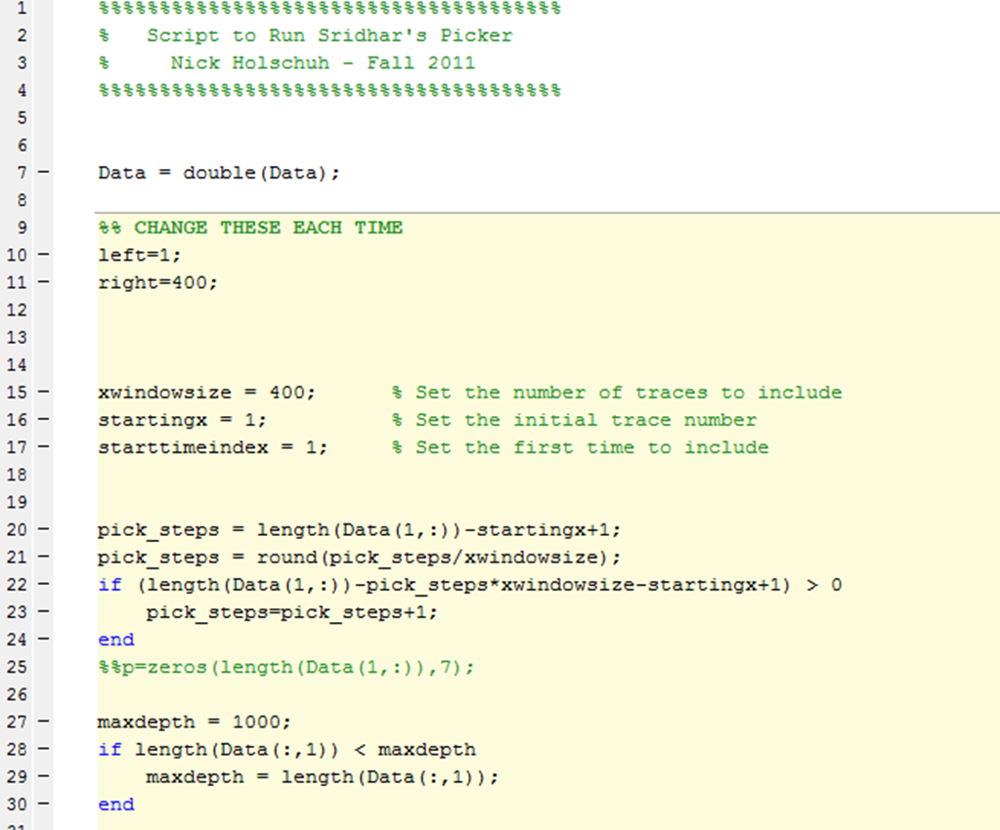 1 %%%%%%%%%%%%%%%%%%%%%%%%%%%%%%%%%%%%%%
2 %   Script to Run Sridhar's Picker
3 %     Nick Holschuh - Fall 2011
4 %%%%%%%%%%%%%%%%%%%%%%%%%%%%%%%%%%%%%%
5
6
7 − Data = double(Data);
8
9 %% CHANGE THESE EACH TIME
10 − left=1;
11 − right=400;
12
13
14
15 − xwindowsize = 400;      % Set the number of traces to include
16 − startingx = 1;          % Set the initial trace number
17 − starttimeindex = 1;     % Set the first time to include
18
19
20 − pick_steps = length(Data(1,:))-startingx+1;
21 − pick_steps = round(pick_steps/xwindowsize);
22 − if (length(Data(1,:))-pick_steps*xwindowsize-startingx+1) > 0
23 −     pick_steps=pick_steps+1;
24 − end
25 %%p=zeros(length(Data(1,:)),7);
26
27 − maxdepth = 1000;
28 − if length(Data(:,1)) < maxdepth
29 −     maxdepth = length(Data(:,1));
30 − end